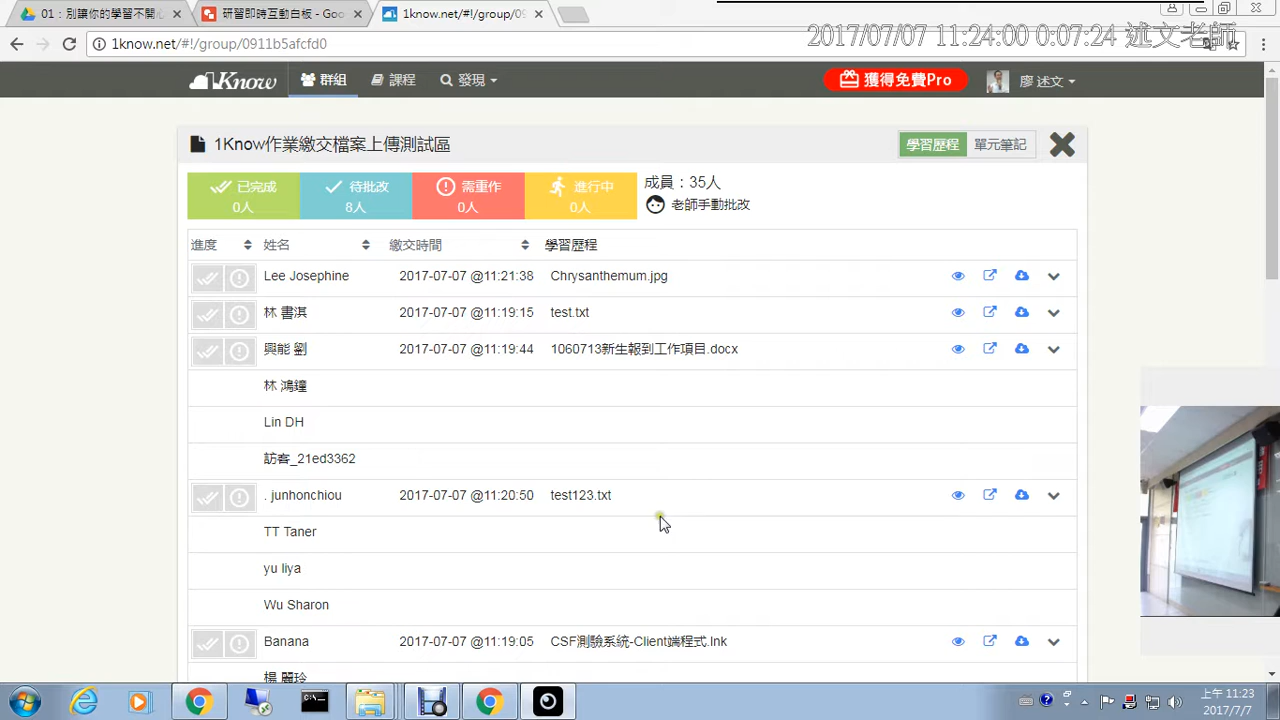 01：別讓你的學習不開心
研習即時互動白板 - Goo
1know.net/#!/group/09
1know.net/#!/group/0911b5afcfd0
2017/07/07 11:24:00 0:07:24 述文老師
1Know
群組
課程
發現
獲得免費Pro
廖 述文
1Know作業繳交檔案上傳測試區
學習歷程
單元筆記
已完成
0人
待批改
8人
需重作
0人
進行中
0人
成員：35人
老師手動批改
進度
姓名
繳交時間
學習歷程
Lee Josephine 2017-07-07 @11:21:38 Chrysanthemum.jpg
林 書淇 2017-07-07 @11:19:15 test.txt
興能 劉 2017-07-07 @11:19:44 1060713新生報到工作項目.docx
林 鴻鐘
Lin DH
訪客_21ed3362
. junhonchiou 2017-07-07 @11:20:50 test123.txt
TT Taner
yu liya
Wu Sharon
Banana 2017-07-07 @11:19:05 CSF測驗系統-Client端程式.lnk
楊 麗玲
上午 11:23
2017/7/7